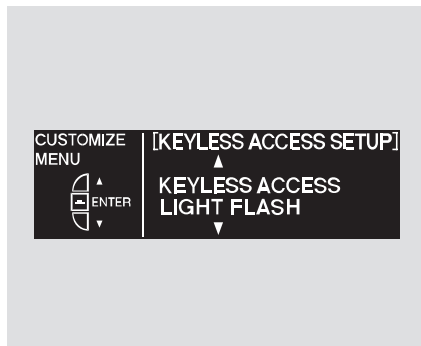 CUSTOMIZE
MENU
ENTER
[KEYLESS ACCESS SETUP]
KEYLESS ACCESS
LIGHT FLASH